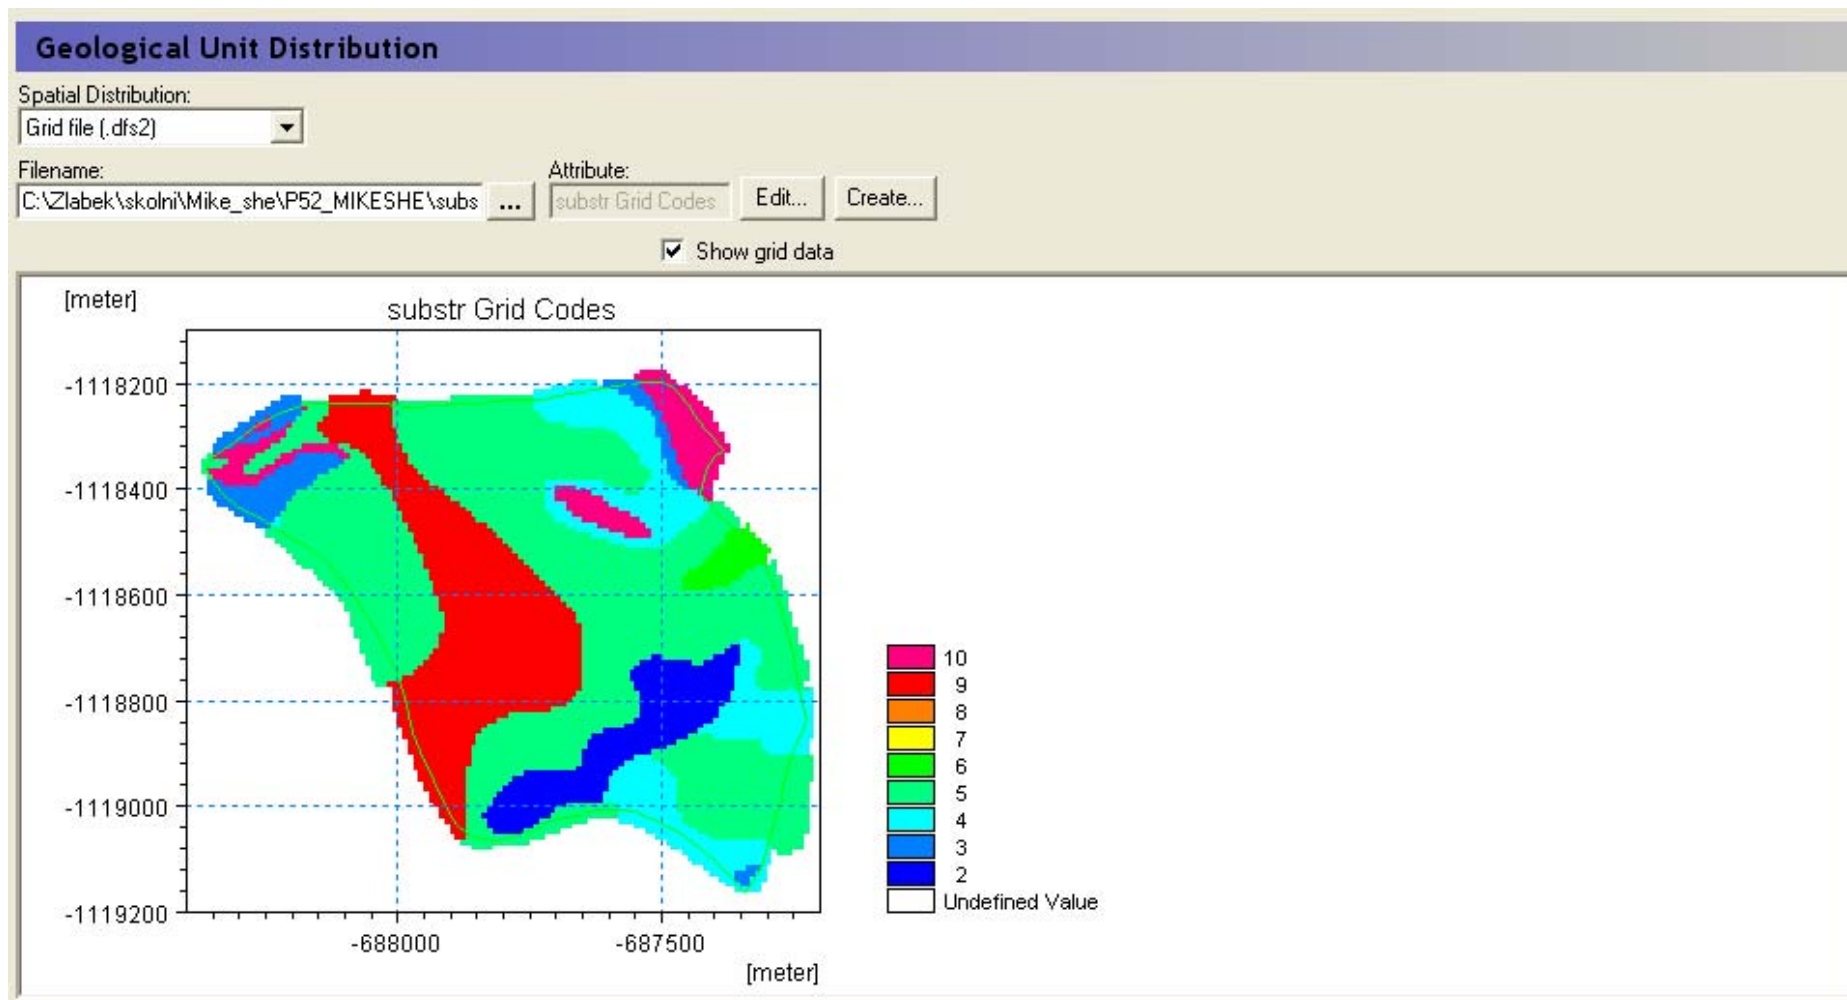 Geological Unit Distribution
Spatial Distribution:
Grid file (.dfs2)
Filename: Attribute:
C:\Zlabek\skolni\Mike_she\P52_MIKESHE\subs ... substr Grid Codes Edit... Create...
Show grid data
[meter]
substr Grid Codes
-1118200
-1118400
-1118600
-1118800
-1119000
-1119200
-688000 -687500
[meter]
10
9
8
7
6
5
4
3
2
Undefined Value